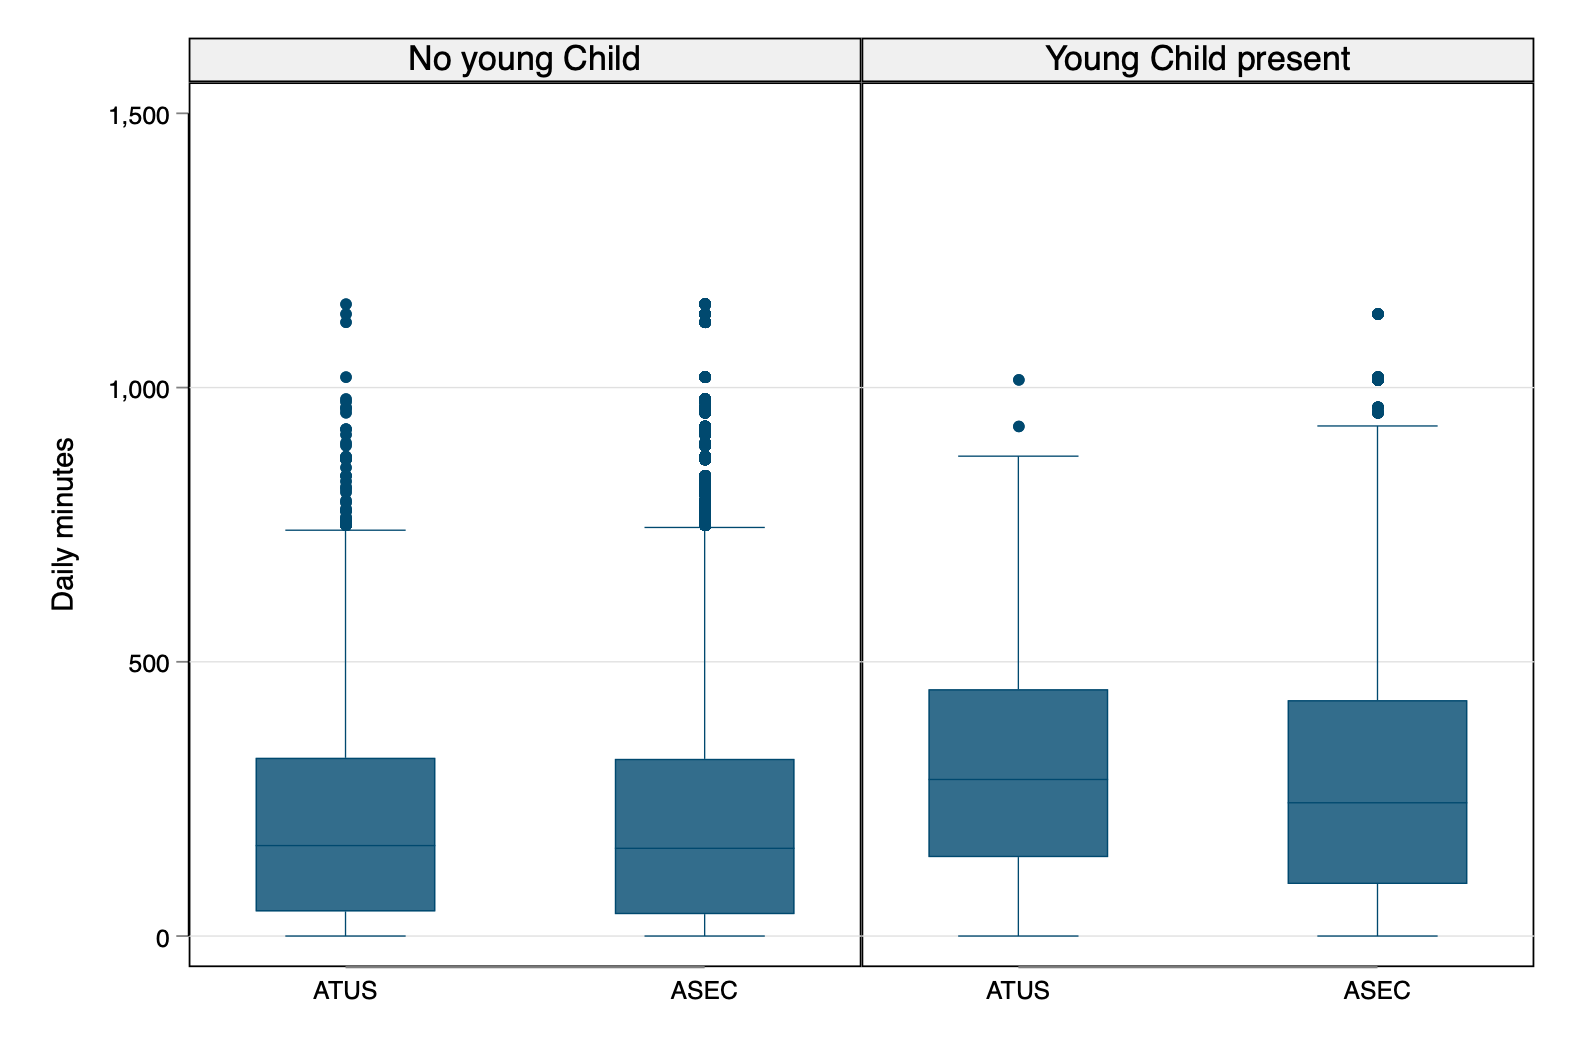 No young Child
Young Child present
1,500
1,000
500
0
Daily minutes
ATUS
ASEC
ATUS
ASEC